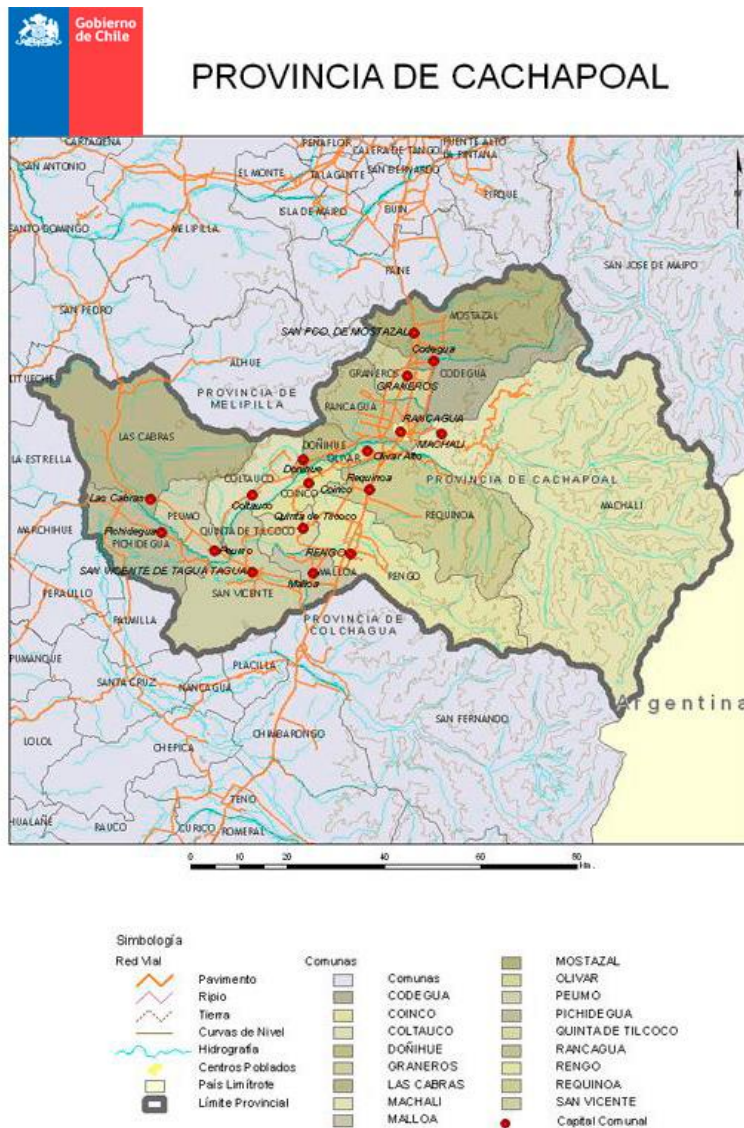 Gobierno
de Chile
PROVINCIA DE CACHAPOAL
CARTAGENA
PEÑAFLOR
CALERA DE TANGO
PUENTE ALTO
LA PINTANA
SAN ANTONIO
EL MONTE
TALAGANTE
SAN BERNARDO
PIRQUE
ISLA DE MAIPO
BUIN
SANTO DOMINGO
MELIPILLA
N
PAINE
SAN JOSE DE MAIPO
SAN PEDRO
MOSTAZAL
SAN FCO. DE MOSTAZAL
Codegua
ALHUE
GRANEROS
CODEGUA
GRANEROS
PROVINCIA DE
MELIPILLA
RANCAGUA
RANCAGUA
LAS CABRAS
MACHALI
DOÑIHUE
OLIVAR
Olivar Alto
LA ESTRELLA
Donihue
COLTAUCO
Requinoa
PROVINCIA DE CACHAPOAL
COINCO
Coinco
Las Cabras
Coltauco
MACHALI
PEUMO
Quinta de Tilcoco
REQUINOA
MARCHIHUE
Pichidegua
QUINTA DE TILCOCO
PICHIDEGUA
Peumo
RENGO
SAN VICENTE DE TAGUA TAGUA
MALLOA
RENGO
Malloa
PERALILLO
SAN VICENTE
PALMILLA
PROVINCIA DE
COLCHAGUA
PUMANQUE
PLACILLA
SANTA CRUZ
NANCAGUA
Argentina
SAN FERNANDO
LOLOL
CHIMBARONGO
CHEPICA
TENO
HUALAÑE
RAUCO
CURICO
ROMERAL
0 10 20 40 60 80
Km.
Simbología
Red Vial
Pavimento
Ripio
Tierra
Curvas de Nivel
Hidrografía
Centros Poblados
País Limítrofe
Límite Provincial
Comunas
Comunas
CODEGUA
COINCO
COLTAUCO
DOÑIHUE
GRANEROS
LAS CABRAS
MACHALI
MALLOA
MOSTAZAL
OLIVAR
PEUMO
PICHIDEGUA
QUINTA DE TILCOCO
RANCAGUA
RENGO
REQUINOA
SAN VICENTE
Capital Comunal